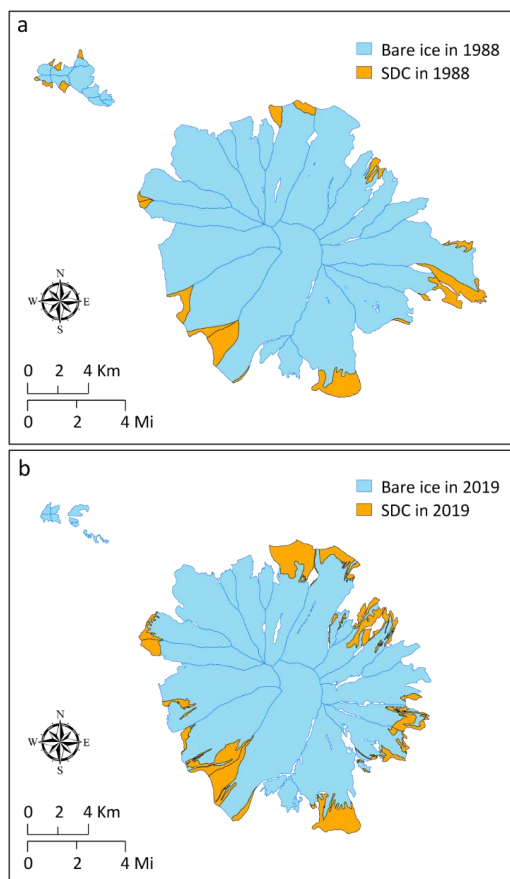 a
Bare ice in 1988
SDC in 1988
N
W E
S
0 2 4 Km
0 2 4 Mi
b
Bare ice in 2019
SDC in 2019
N
W E
S
0 2 4 Km
0 2 4 Mi